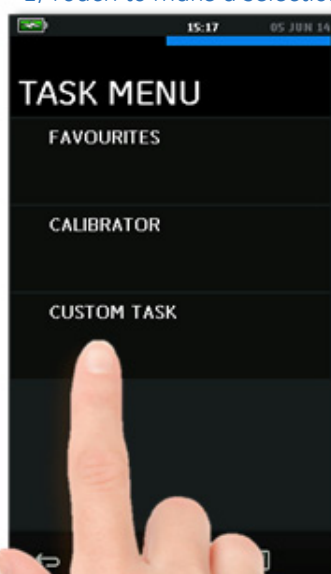 15:17 05 JUN 14
TASK MENU
FAVOURITES
CALIBRATOR
CUSTOM TASK